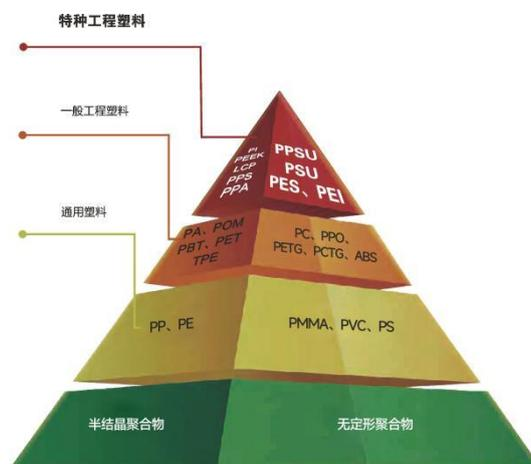 特种工程塑料
一般工程塑料
通用塑料
PI
PEEK
LCP
PPS
PPA
PPSU
PSU
PES、PEI
PA、POM
PBT、PET
TPE
PC、PPO、
PETG、PCTG、ABS
PP、PE
PMMA、PVC、PS
半结晶聚合物
无定形聚合物